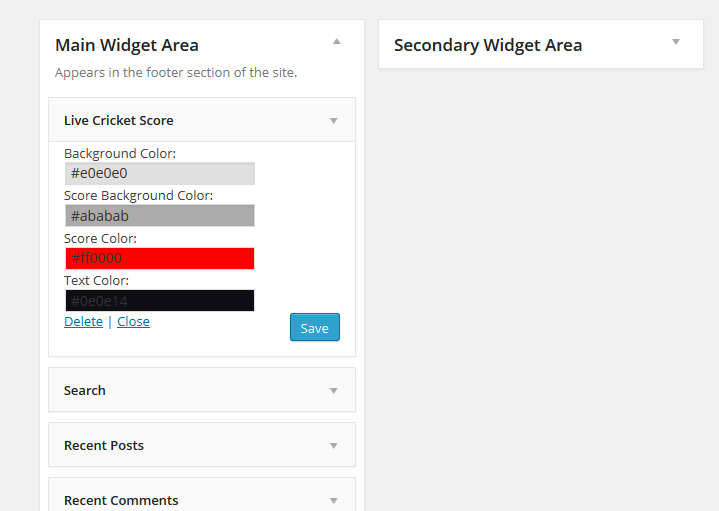 Main Widget Area
Appears in the footer section of the site.
Live Cricket Score
Background Color:
#e0e0e0
Score Background Color:
#ababab
Score Color:
#ff0000
Text Color:
#0e0e14
Delete | Close
Save
Search
Recent Posts
Recent Comments
Secondary Widget Area